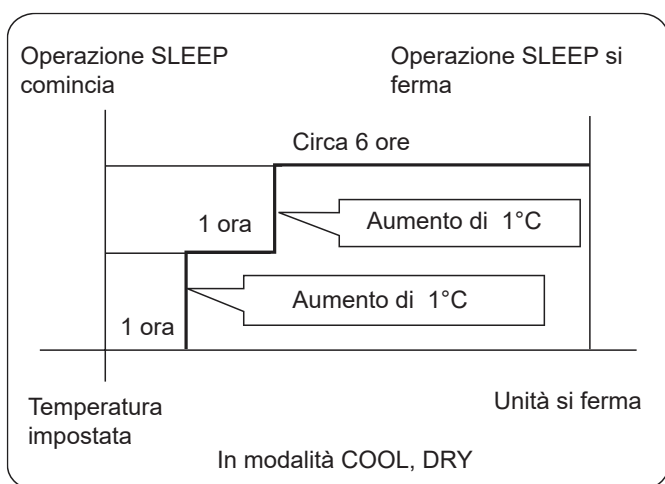 Operazione SLEEP
comincia
Operazione SLEEP si
ferma
Circa 6 ore
1 ora
Aumento di 1°C
Aumento di 1°C
1 ora
Temperatura
impostata
Unità si ferma
In modalità COOL, DRY